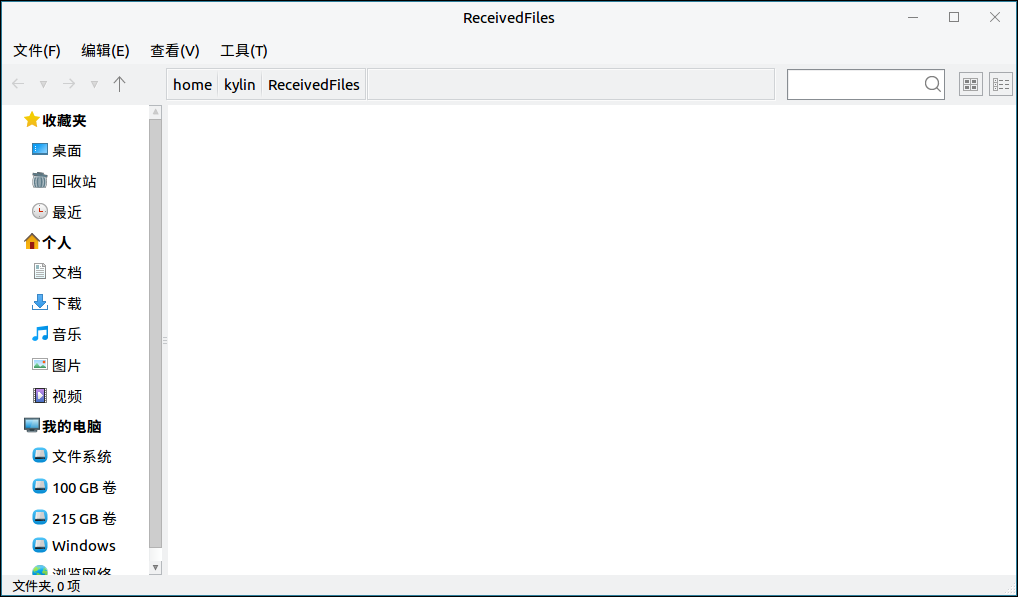 ReceivedFiles
文件(F) 编辑(E) 查看(V) 工具(T)
home kylin ReceivedFiles
收藏夹
桌面
回收站
最近
个人
文档
下载
音乐
图片
视频
我的电脑
文件系统
100 GB 卷
215 GB 卷
Windows
浏览网络
文件夹, 0 项